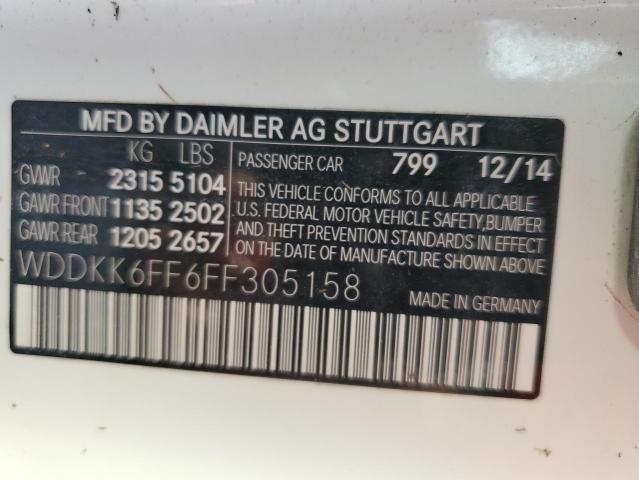 MFD BY DAIMLER AG STUTTGART
KG LBS
GVWR 2315 5104
GAWR FRONT 1135 2502
GAWR REAR 1205 2657
PASSENGER CAR 799 12/14
THIS VEHICLE CONFORMS TO ALL APPLICABLE
U.S. FEDERAL MOTOR VEHICLE SAFETY, BUMPER
AND THEFT PREVENTION STANDARDS IN EFFECT
ON THE DATE OF MANUFACTURE SHOWN ABOVE.
WDDKK6FF6FF305158
MADE IN GERMANY